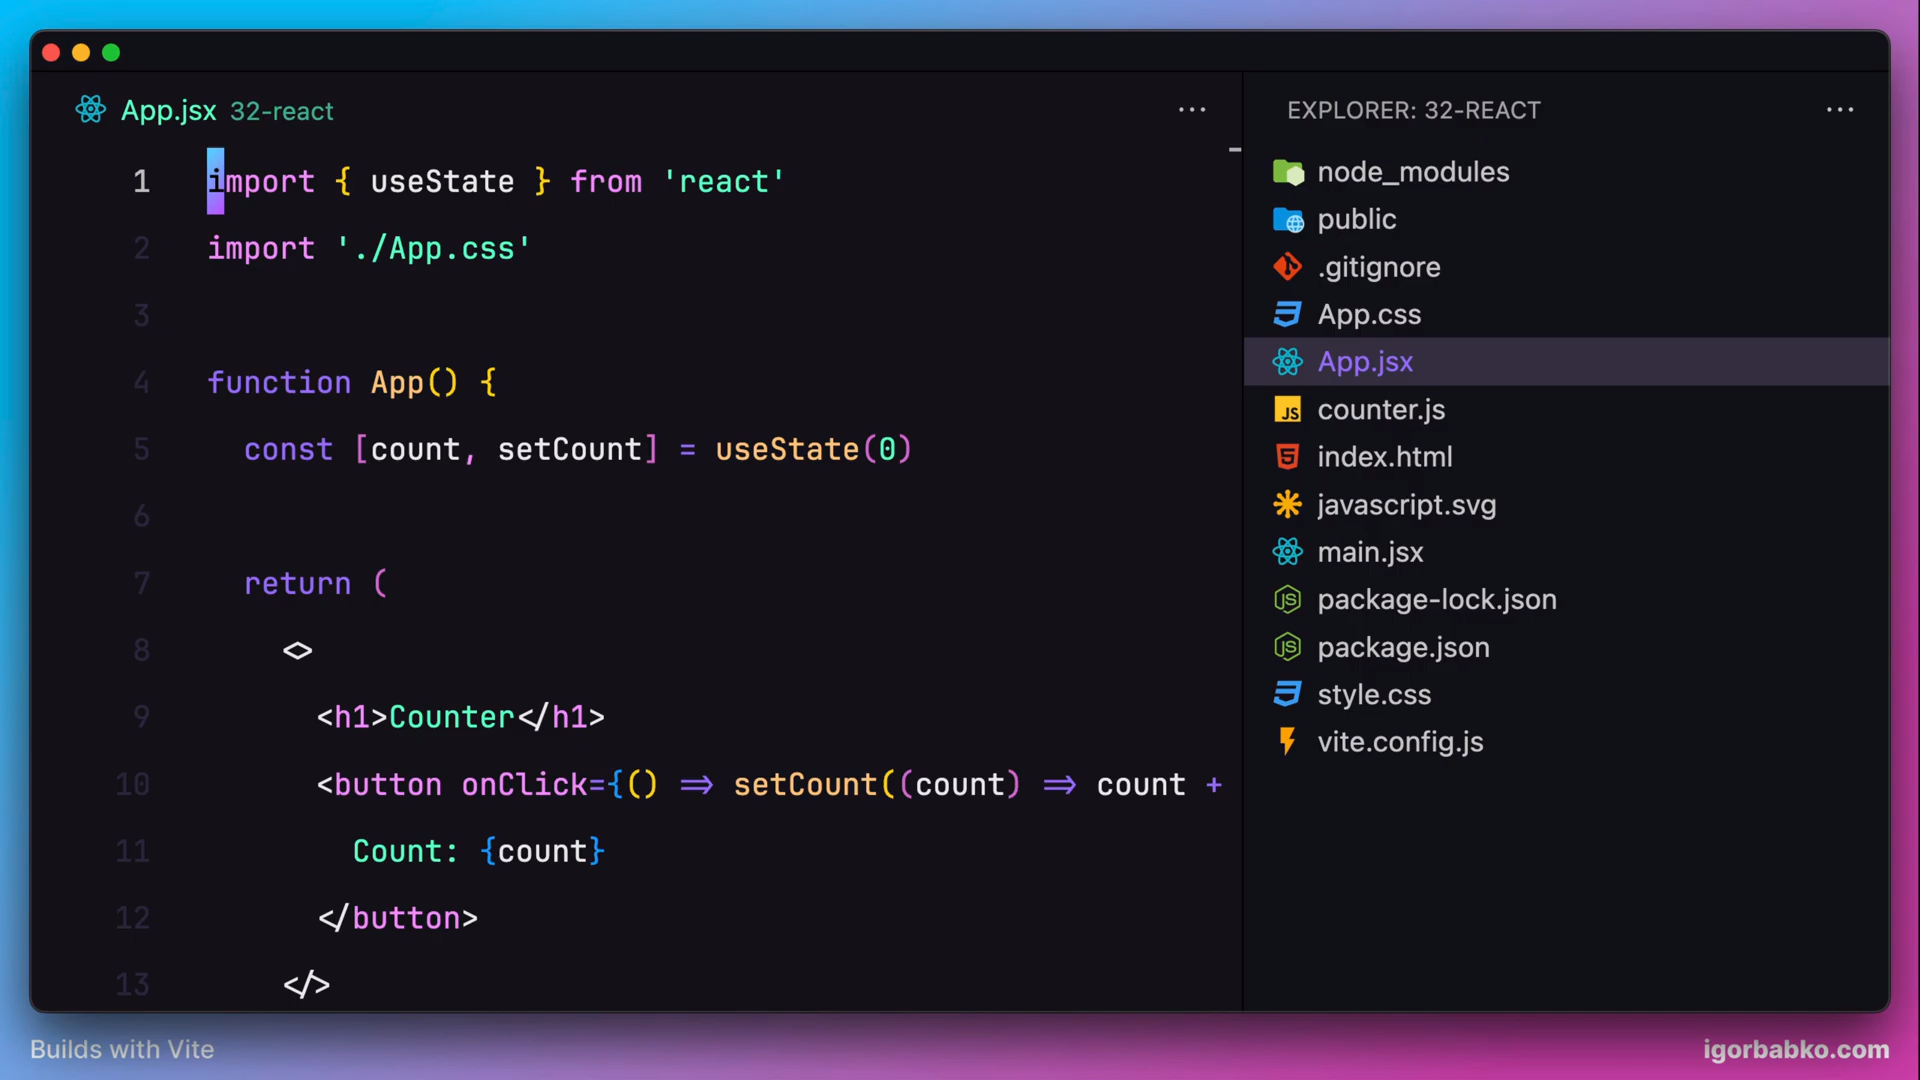 App.jsx 32-react ...
1 import { useState } from 'react'
2 import './App.css'
3
4 function App() {
5 const [count, setCount] = useState(0)
6
7 return (
8 <>
9 <h1>Counter</h1>
10 <button onClick={() => setCount((count) => count +
11 Count: {count}
12 </button>
13 </>
EXPLORER: 32-REACT ...
node_modules
public
.gitignore
App.css
App.jsx
JS counter.js
5 index.html
javascript.svg
main.jsx
JS package-lock.json
JS package.json
style.css
vite.config.js
Builds with Vite
igorbabko.com